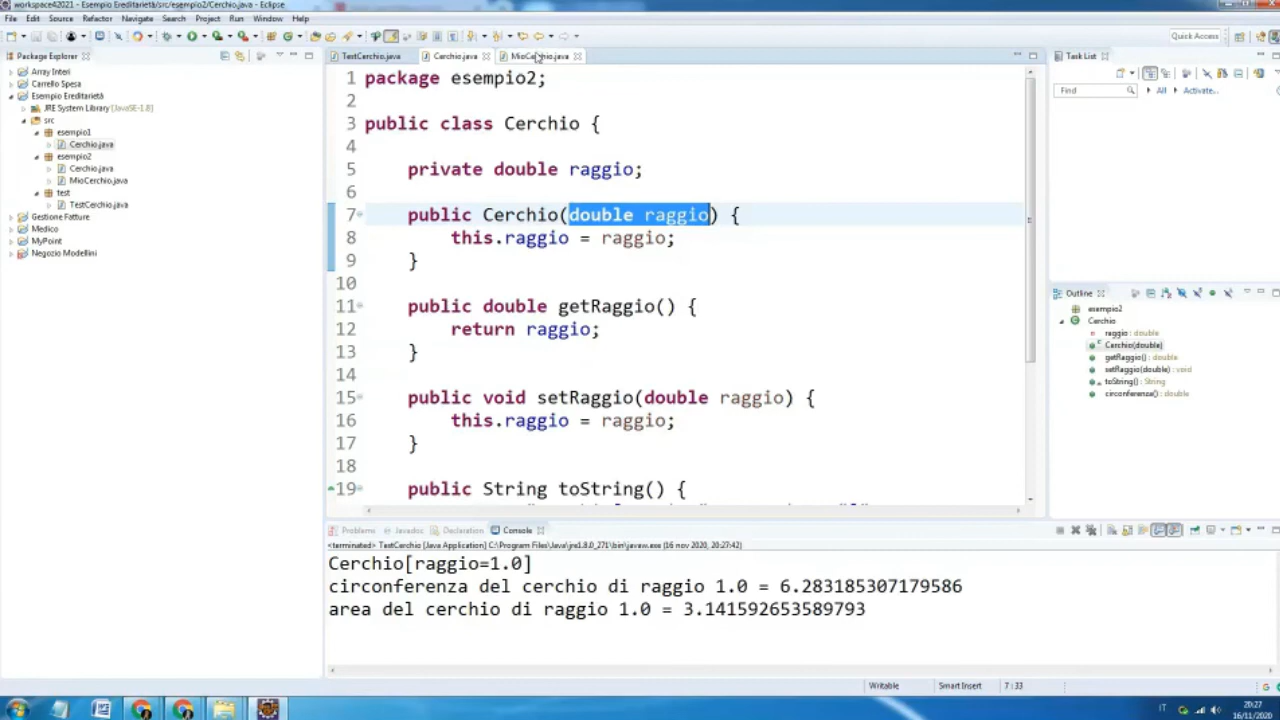 workspace42021 - Esempio Ereditarietà/src/esempio2/Cerchio.java - Eclipse
File Edit Source Refactor Navigate Search Project Run Window Help
Quick Access
Package Explorer
Array Interi
Carrello Spesa
Esempio Ereditarietà
JRE System Library [JavaSE-1.8]
src
esempio1
Cerchio.java
esempio2
Cerchio.java
MioCerchio.java
test
TestCerchio.java
Gestione Fatture
Medico
MyPoint
Negozio Modellini
TestCerchio.java Cerchio.java MioCerchio.java
1 package esempio2;
2
3 public class Cerchio {
4
5 private double raggio;
6
7 public Cerchio(double raggio) {
8 this.raggio = raggio;
9 }
10
11 public double getRaggio() {
12 return raggio;
13 }
14
15 public void setRaggio(double raggio) {
16 this.raggio = raggio;
17 }
18
19 public String toString() {
Task List
Find All Activate...
Outline
esempio2
Cerchio
raggio : double
Cerchio(double)
getRaggio() : double
setRaggio(double) : void
toString() : String
circonferenza() : double
Problems Javadoc Declaration Console
<terminated> TestCerchio [Java Application] C:\Program Files\Java\jre1.8.0_271\bin\javaw.exe (16 nov 2020, 20:27:42)
Cerchio[raggio=1.0]
circonferenza del cerchio di raggio 1.0 = 6.283185307179586
area del cerchio di raggio 1.0 = 3.141592653589793
Writable Smart Insert 7 : 33
IT
20:27
16/11/2020